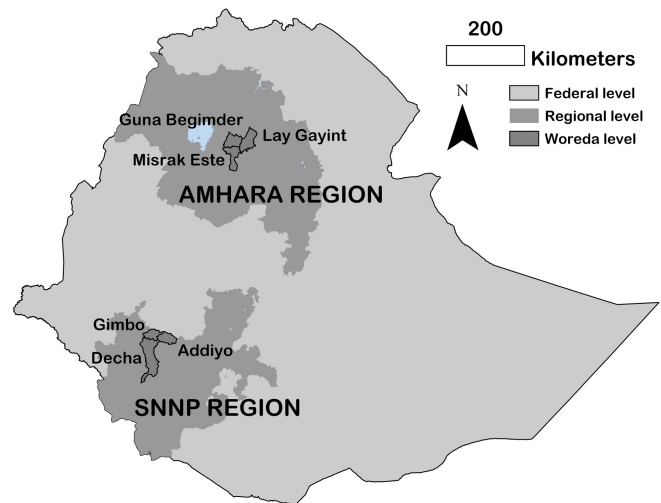 200
Kilometers
N
Federal level
Regional level
Woreda level
Guna Begimder
Lay Gayint
Misrak Este
AMHARA REGION
Gimbo
Addiyo
Decha
SNNP REGION